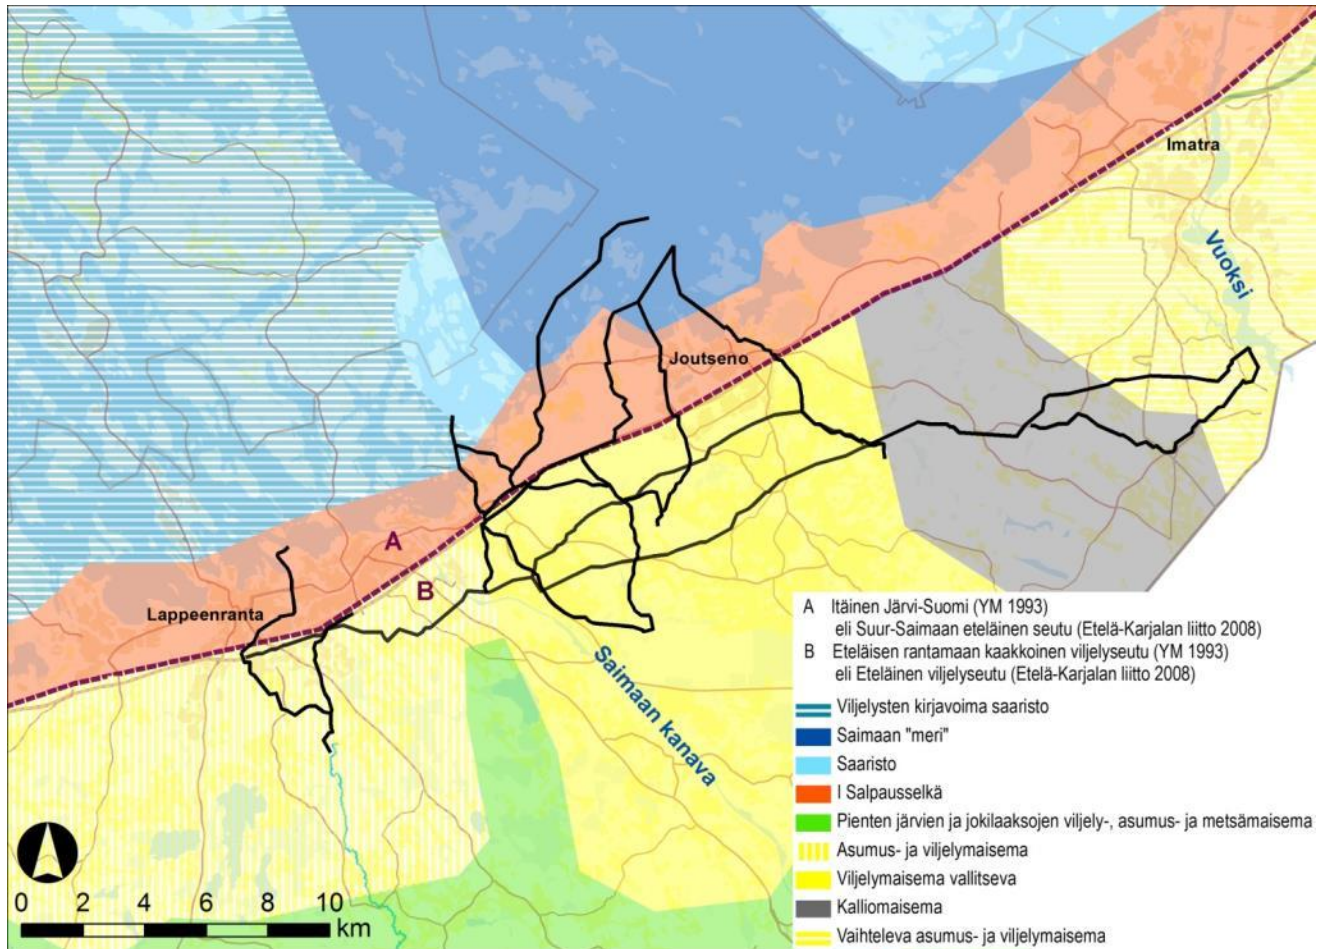 Imatra
Vuoksi
Joutseno
A
B
Lappeenranta
Saimaan kanava
A Itäinen Järvi-Suomi (YM 1993)
eli Suur-Saimaan eteläinen seutu (Etelä-Karjalan liitto 2008)
B Eteläisen rantamaan kaakkoinen viljelyseutu (YM 1993)
eli Eteläinen viljelyseutu (Etelä-Karjalan liitto 2008)
Viljelysten kirjavoima saaristo
Saimaan "meri"
Saaristo
I Salpausselkä
Pienten järvien ja jokilaaksojen viljely-, asumus- ja metsämaisema
Asumus- ja viljelymaisema
Viljelymaisema vallitseva
Kalliomaisema
Vaihteleva asumus- ja viljelymaisema
0 2 4 6 8 10
km